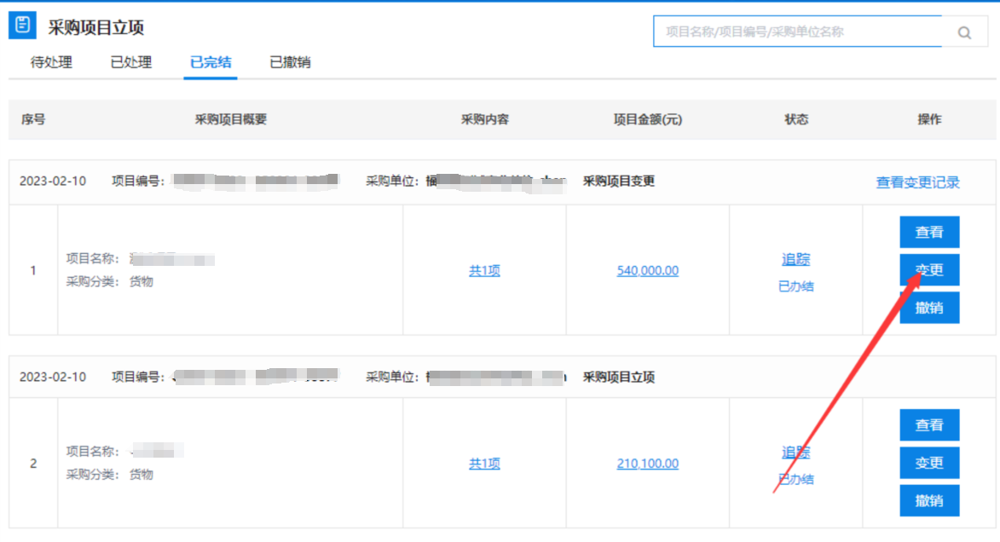 采购项目立项
项目名称/项目编号/采购单位名称
待处理 已处理 已完结 已撤销
序号 采购项目概要 采购内容 项目金额(元) 状态 操作
2023-02-10 项目编号: 采购单位: 采购项目变更 查看变更记录
1 项目名称: 采购分类: 货物 共1项 540,000.00 追踪 已办结 查看 变更 撤销
2023-02-10 项目编号: 采购单位: 采购项目立项
2 项目名称: 采购分类: 货物 共1项 210,100.00 追踪 已办结 查看 变更 撤销